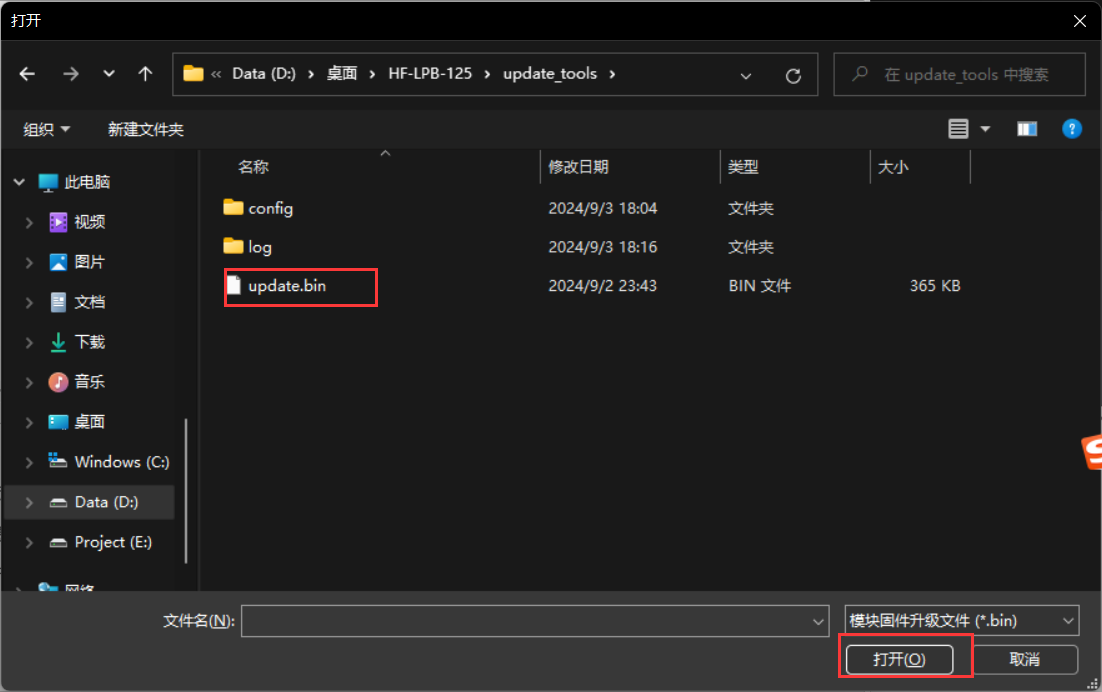 打开
« Data (D:) › 桌面 › HF-LPB-125 › update_tools ›
在 update_tools 中搜索
组织 新建文件夹
名称 修改日期 类型 大小
此电脑
视频
图片
文档
下载
音乐
桌面
Windows (C:)
Data (D:)
Project (E:)
网络
config 2024/9/3 18:04 文件夹
log 2024/9/3 18:16 文件夹
update.bin 2024/9/2 23:43 BIN 文件 365 KB
文件名(N):
模块固件升级文件 (*.bin)
打开(O) 取消